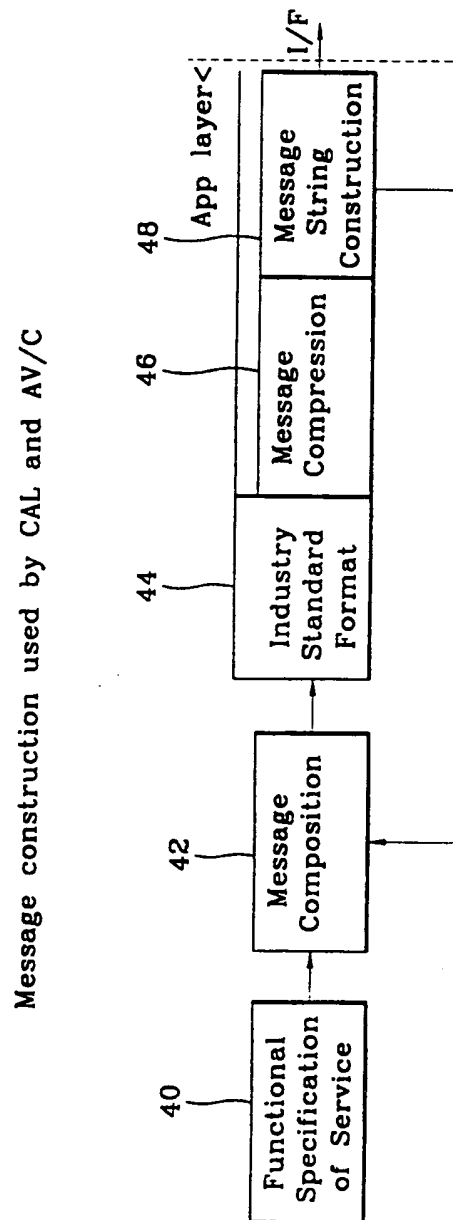 Message construction used by CAL and AV/C
40
Functional
Specification
of Service
42
Message
Composition
44
Industry
Standard
Format
46
Message
Compression
48
Message
String
Construction
App layer<
I/F